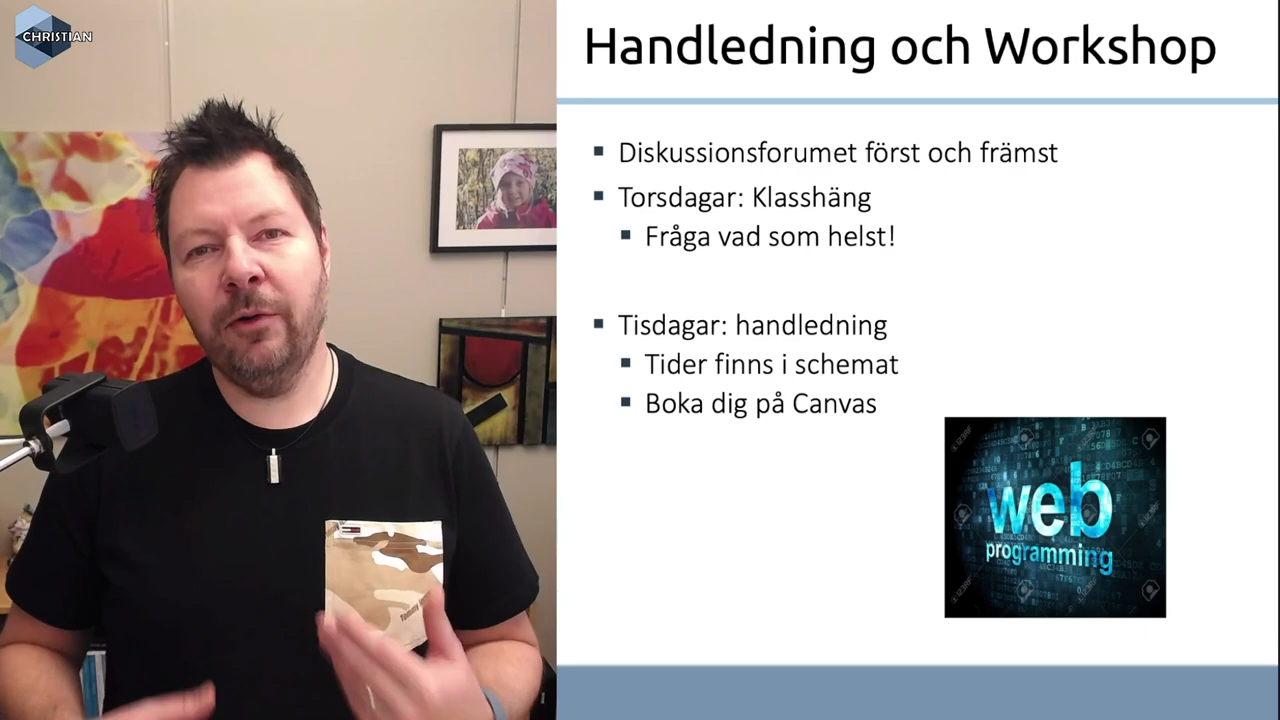 CHRISTIAN
Handledning och Workshop
Diskussionsforumet först och främst
Torsdagar: Klasshäng
Fråga vad som helst!
Tisdagar: handledning
Tider finns i schemat
Boka dig på Canvas
web
programming